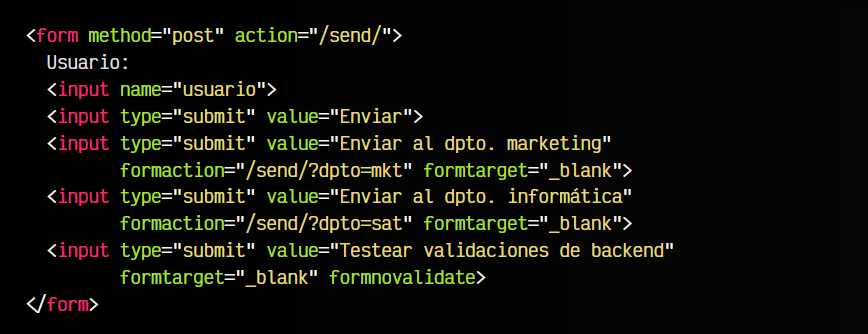 <form method="post" action="/send/">
Usuario:
<input name="usuario">
<input type="submit" value="Enviar">
<input type="submit" value="Enviar al dpto. marketing"
formaction="/send/?dpto=mkt" formtarget="_blank">
<input type="submit" value="Enviar al dpto. informática"
formaction="/send/?dpto=sat" formtarget="_blank">
<input type="submit" value="Testear validaciones de backend"
formtarget="_blank" formnovalidate>
</form>